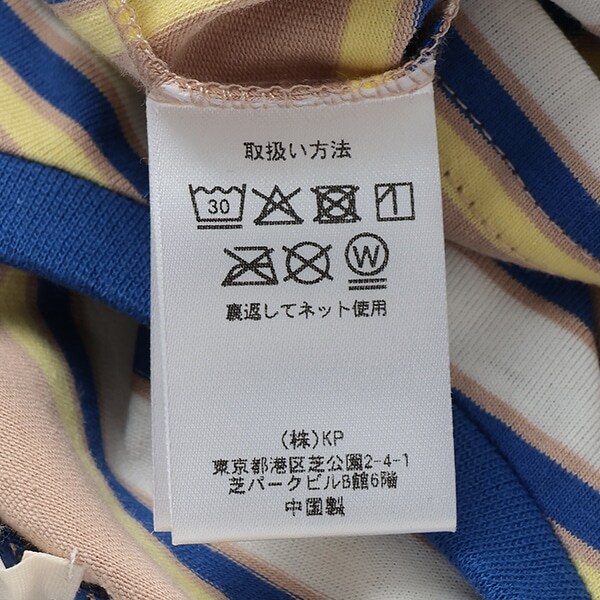 取扱い方法
30
W
裏返してネット使用
(株)KP
東京都港区芝公園2-4-1
芝パークビルB館6階
中国製